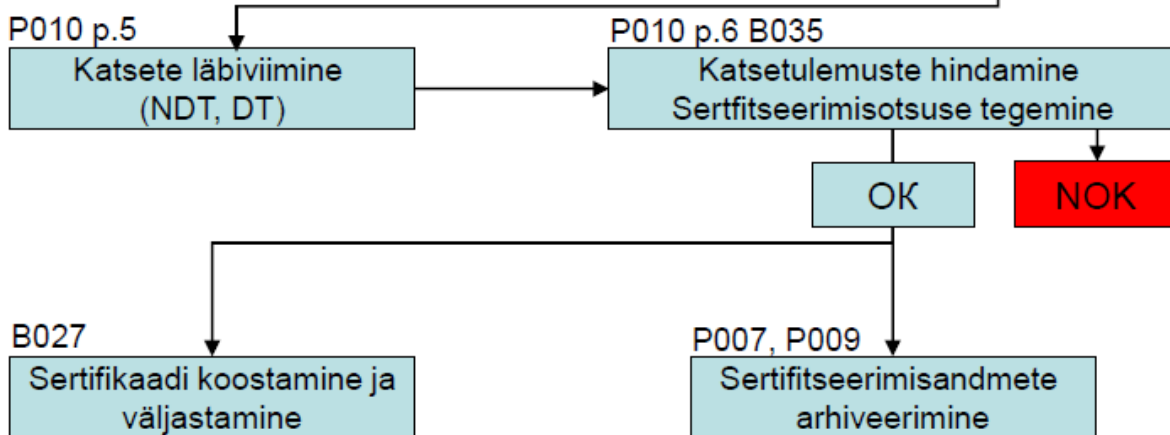 P010 p.5
Katsete läbiviimine
(NDT, DT)
P010 p.6 B035
Katsetulemuste hindamine
Sertfitseerimisotsuse tegemine
OK
NOK
B027
Sertifikaadi koostamine ja
väljastamine
P007, P009
Sertifitseerimisandmete
arhiveerimine